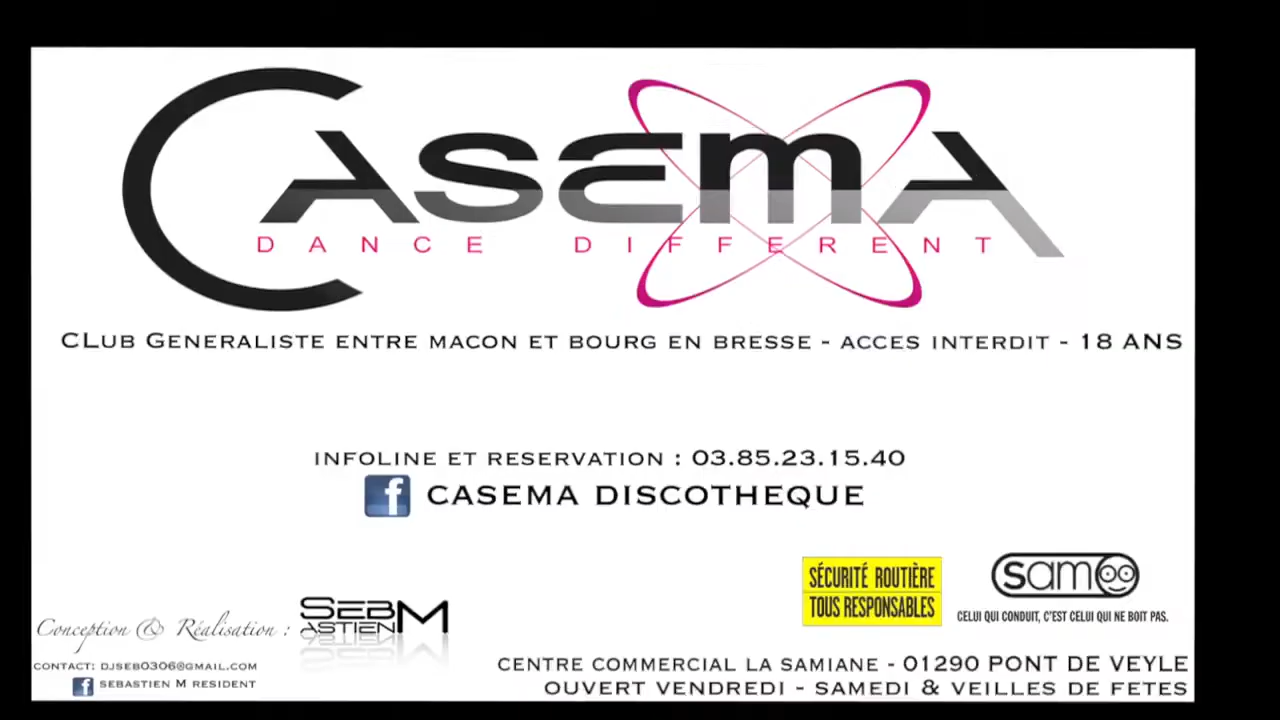 CASEMA
DANCE DIFFERENT
CLUB GENERALISTE ENTRE MACON ET BOURG EN BRESSE - ACCES INTERDIT - 18 ANS
INFOLINE ET RESERVATION : 03.85.23.15.40
f CASEMA DISCOTHEQUE
SÉCURITÉ ROUTIÈRE
TOUS RESPONSABLES
sam
CELUI QUI CONDUIT, C'EST CELUI QUI NE BOIT PAS.
Conception & Réalisation :
SEB M
ASTIEN
CONTACT: DJSEB0306@GMAIL.COM
f SEBASTIEN M RESIDENT
CENTRE COMMERCIAL LA SAMIANE - 01290 PONT DE VEYLE
OUVERT VENDREDI - SAMEDI & VEILLES DE FETES